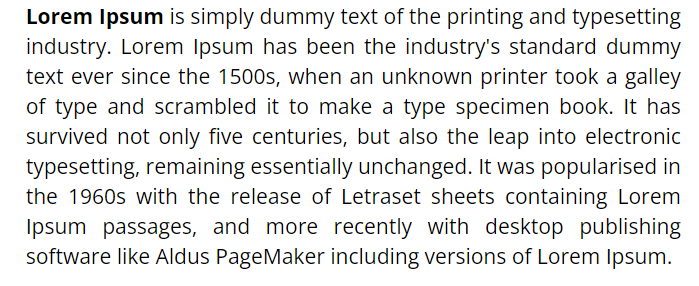 Lorem Ipsum is simply dummy text of the printing and typesetting
industry. Lorem Ipsum has been the industry's standard dummy
text ever since the 1500s, when an unknown printer took a galley
of type and scrambled it to make a type specimen book. It has
survived not only five centuries, but also the leap into electronic
typesetting, remaining essentially unchanged. It was popularised in
the 1960s with the release of Letraset sheets containing Lorem
Ipsum passages, and more recently with desktop publishing
software like Aldus PageMaker including versions of Lorem Ipsum.